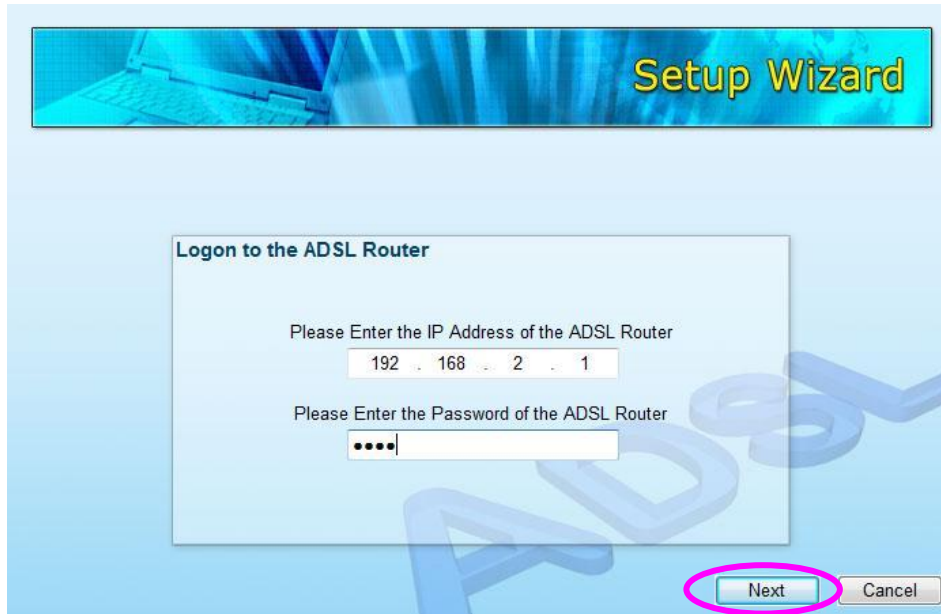 Setup Wizard
Logon to the ADSL Router
Please Enter the IP Address of the ADSL Router
192 . 168 . 2 . 1
Please Enter the Password of the ADSL Router
••••
ADSL
Next Cancel